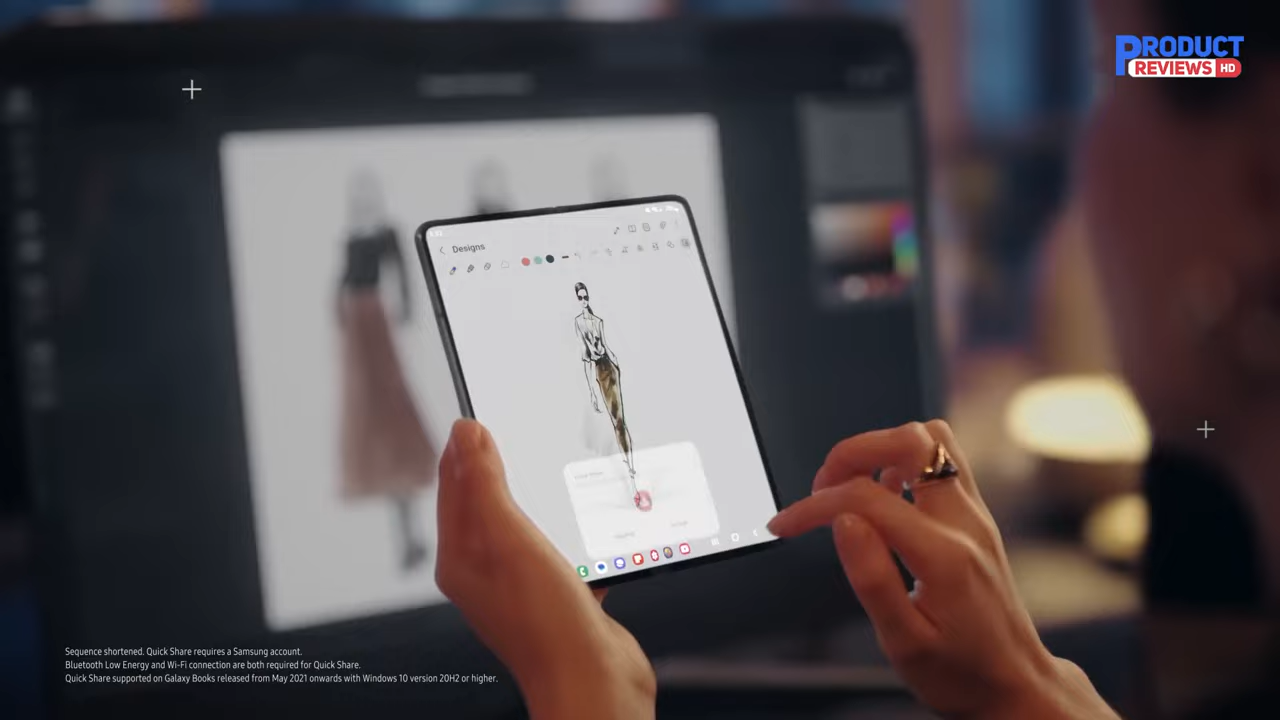 PRODUCT
REVIEWS HD
Designs
Sequence shortened. Quick Share requires a Samsung account.
Bluetooth Low Energy and Wi-Fi connection are both required for Quick Share.
Quick Share supported on Galaxy Books released from May 2021 onwards with Windows 10 version 20H2 or higher.